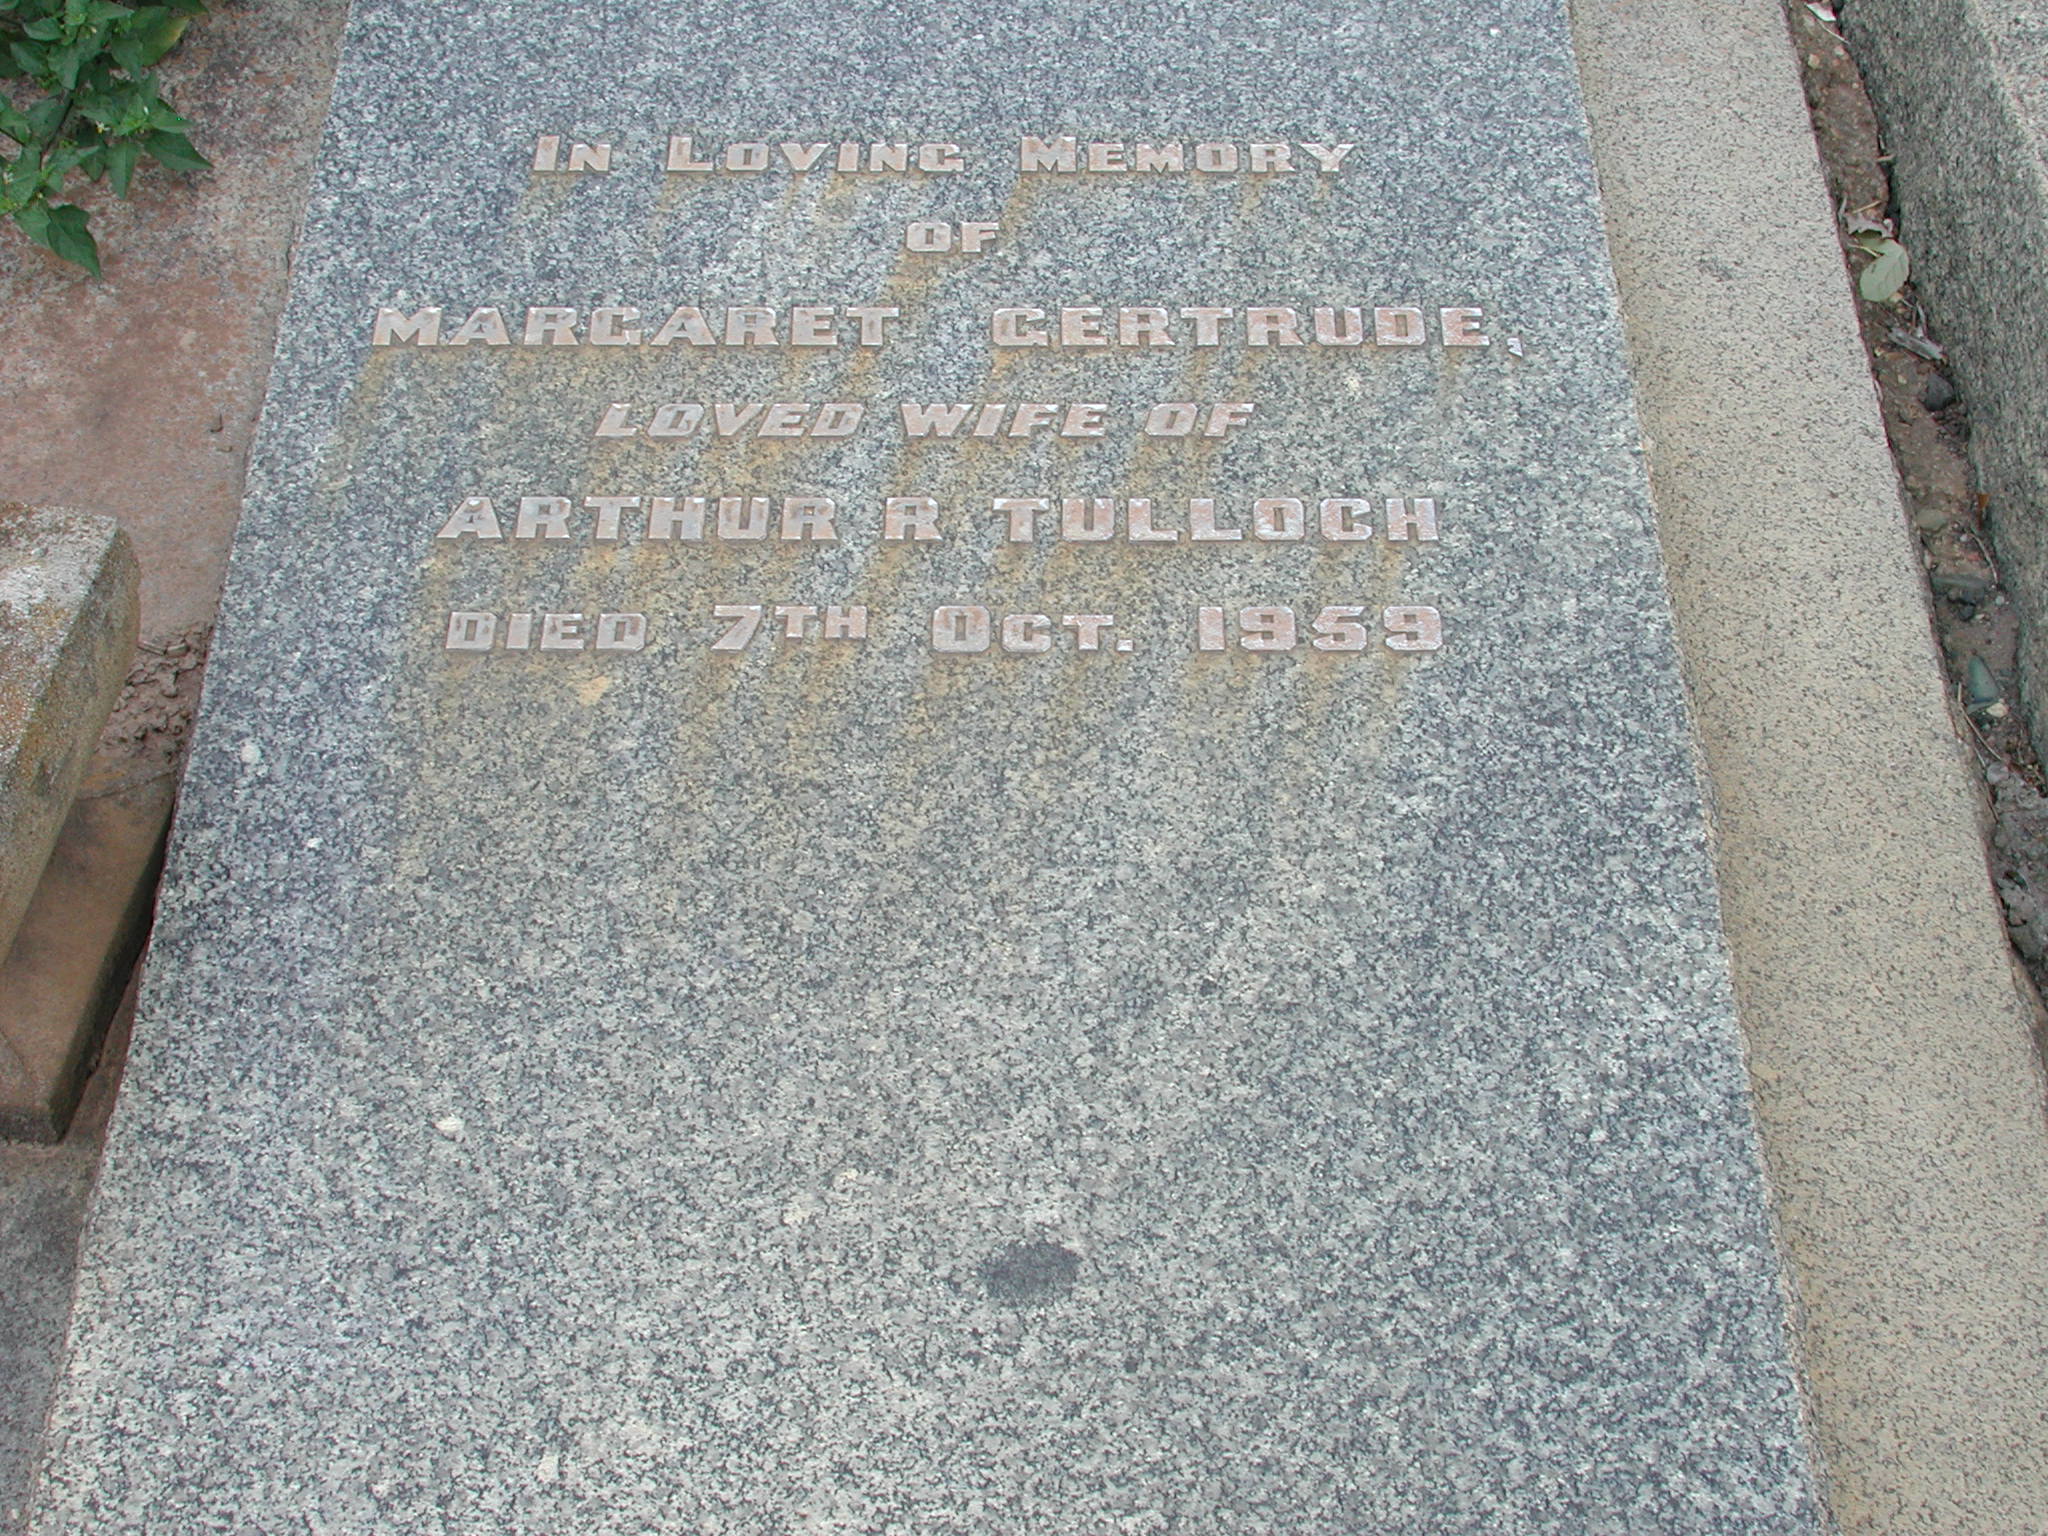 In Loving Memory
OF
MARGARET GERTRUDE,
LOVED WIFE OF
ARTHUR R TULLOCH
DIED 7TH OCT. 1959